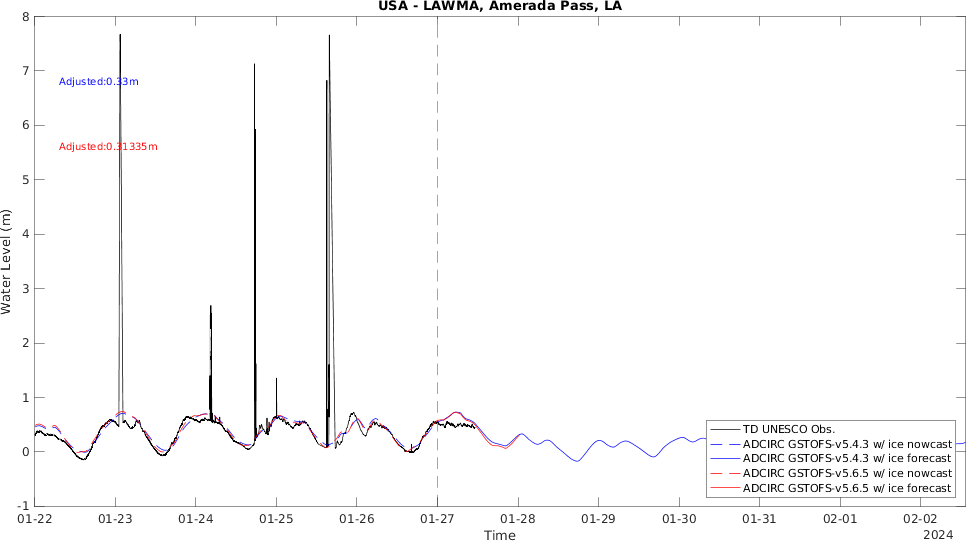 USA - LAWMA, Amerada Pass, LA
8
7
6
5
4
3
2
1
0
-1
Water Level (m)
Adjusted:0.33m
Adjusted:0.31335m
TD UNESCO Obs.
ADCIRC GSTOFS-v5.4.3 w/ ice nowcast
ADCIRC GSTOFS-v5.4.3 w/ ice forecast
ADCIRC GSTOFS-v5.6.5 w/ ice nowcast
ADCIRC GSTOFS-v5.6.5 w/ ice forecast
01-22 01-23 01-24 01-25 01-26 01-27 01-28 01-29 01-30 01-31 02-01 02-02
Time
2024